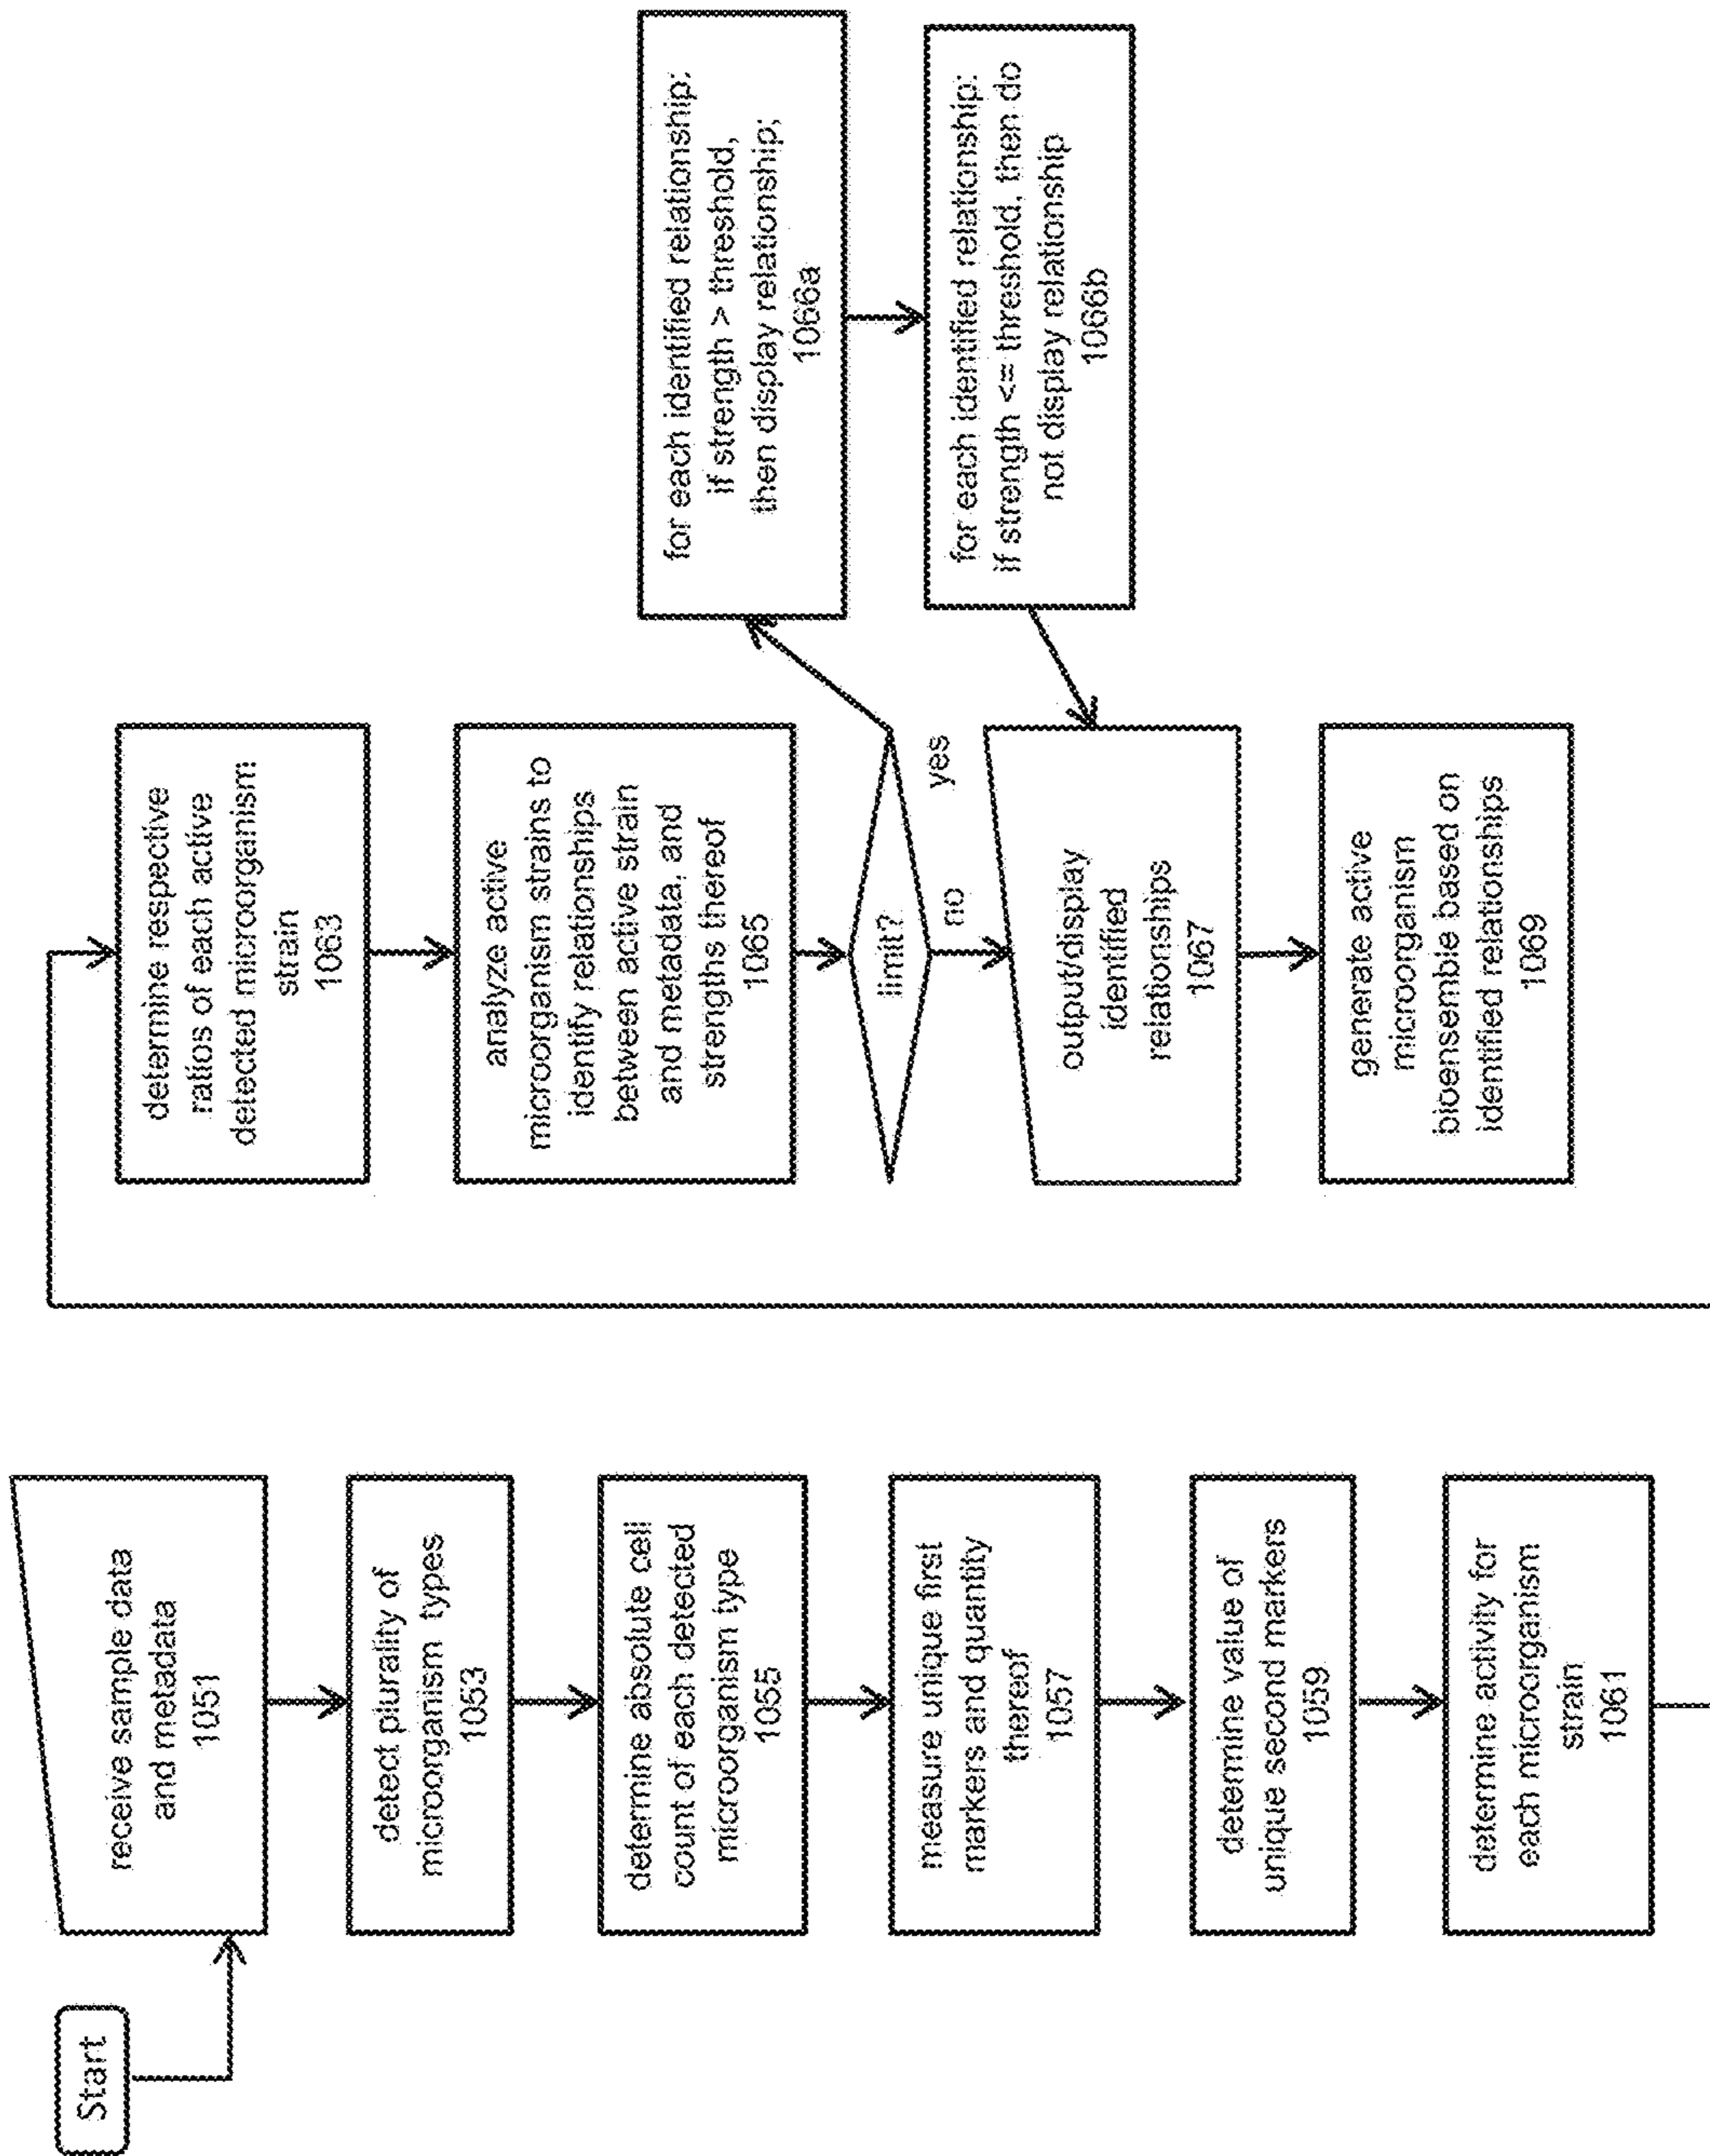 Start
receive sample data
and metadata
1051
detect plurality of
microorganism types
1053
determine absolute cell
count of each detected
microorganism type
1055
measure unique first
markers and quantity
thereof
1057
determine value of
unique second markers
1059
determine activity for
each microorganism
strain
1061
determine respective
ratios of each active
detected microorganism
strain
1063
analyze active
microorganism strains to
identify relationships
between active strain
and metadata, and
strengths thereof
1065
limit?
yes
no
for each identified relationship:
if strength > threshold,
then display relationship;
1066a
for each identified relationship:
if strength <= threshold, then do
not display relationship
1066b
output/display
identified
relationships
1067
generate active
microorganism
bioensemble based on
identified relationships
1069